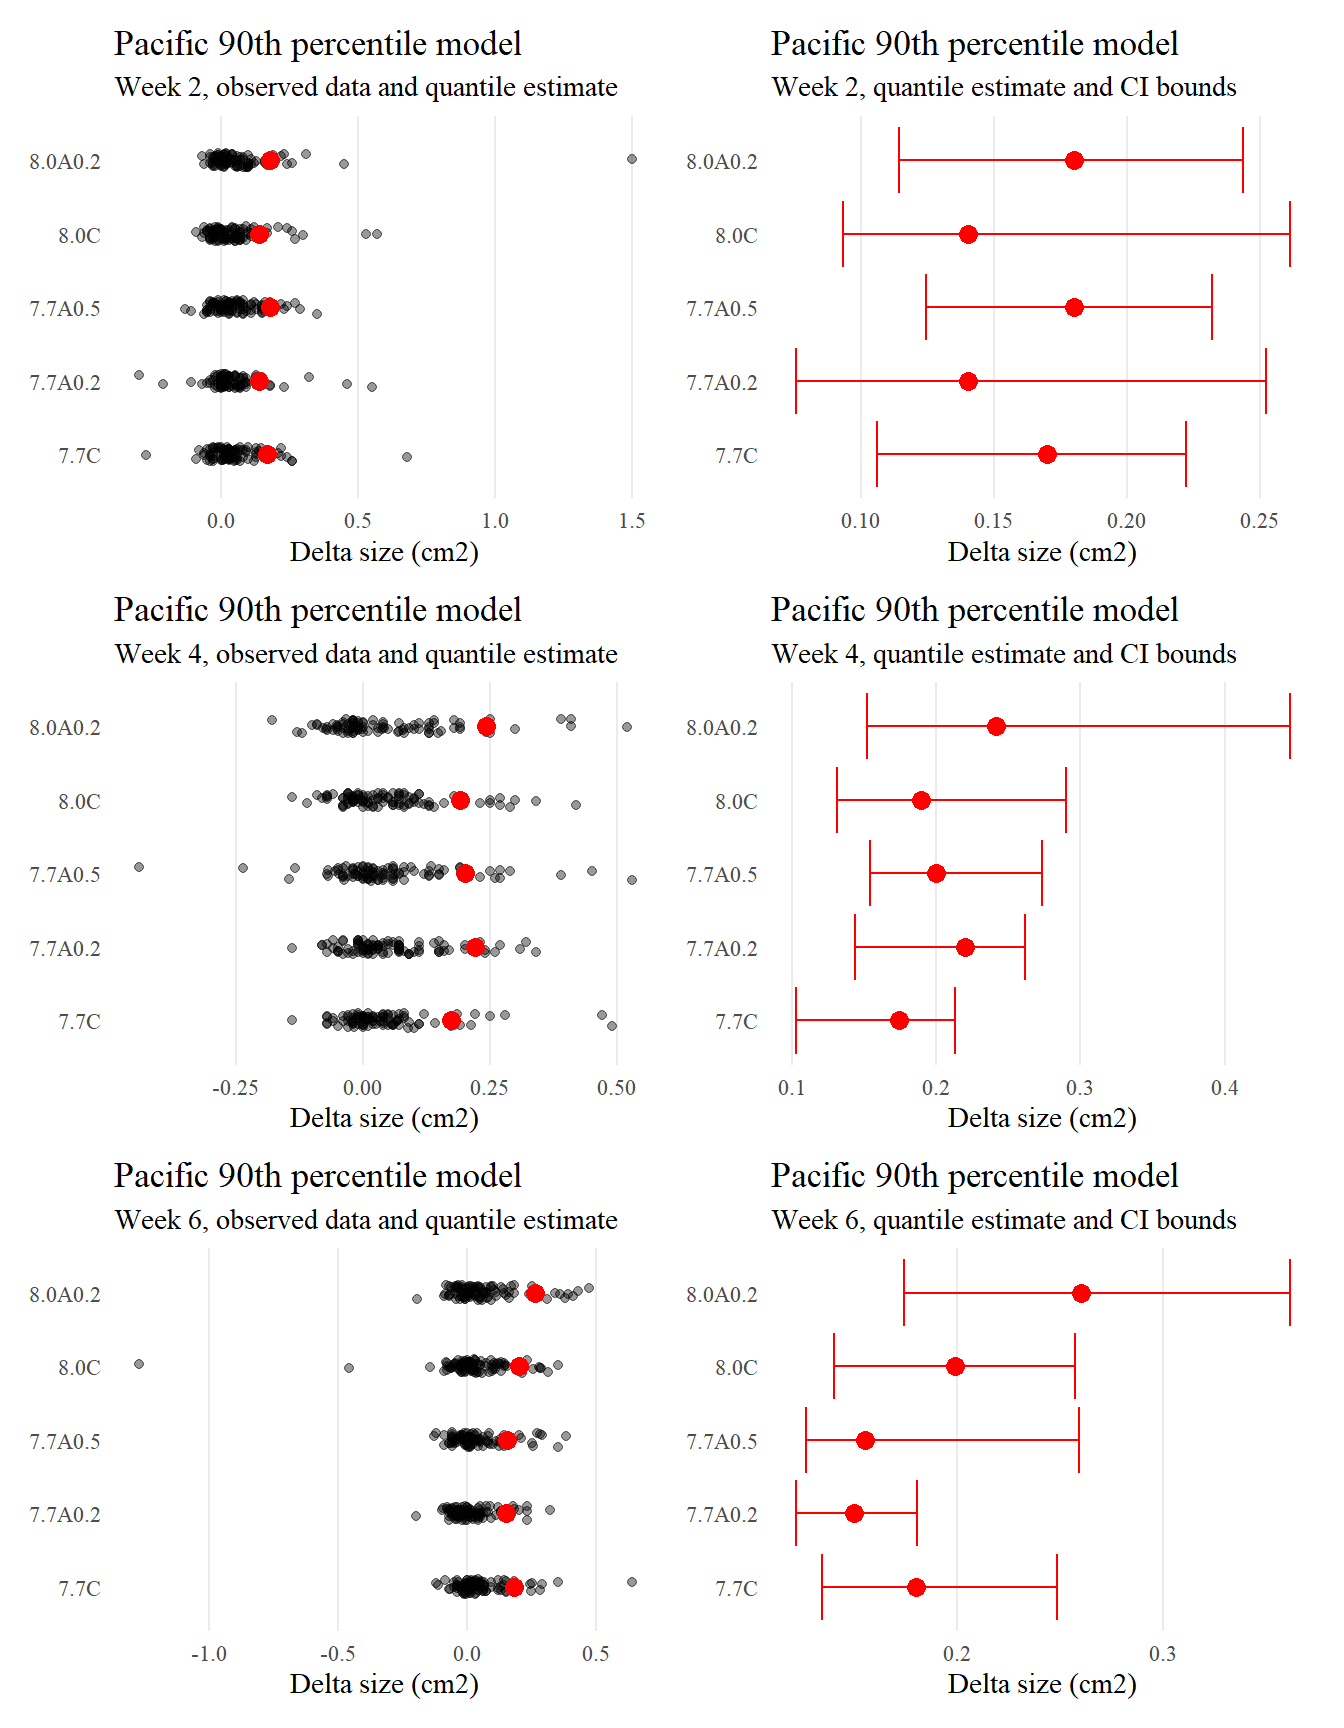 Pacific 90th percentile model
Week 2, observed data and quantile estimate
8.0A0.2
8.0C
7.7A0.5
7.7A0.2
7.7C
0.0 0.5 1.0 1.5
Delta size (cm2)
Pacific 90th percentile model
Week 2, quantile estimate and CI bounds
8.0A0.2
8.0C
7.7A0.5
7.7A0.2
7.7C
0.10 0.15 0.20 0.25
Delta size (cm2)
Pacific 90th percentile model
Week 4, observed data and quantile estimate
8.0A0.2
8.0C
7.7A0.5
7.7A0.2
7.7C
-0.25 0.00 0.25 0.50
Delta size (cm2)
Pacific 90th percentile model
Week 4, quantile estimate and CI bounds
8.0A0.2
8.0C
7.7A0.5
7.7A0.2
7.7C
0.1 0.2 0.3 0.4
Delta size (cm2)
Pacific 90th percentile model
Week 6, observed data and quantile estimate
8.0A0.2
8.0C
7.7A0.5
7.7A0.2
7.7C
-1.0 -0.5 0.0 0.5
Delta size (cm2)
Pacific 90th percentile model
Week 6, quantile estimate and CI bounds
8.0A0.2
8.0C
7.7A0.5
7.7A0.2
7.7C
0.2 0.3
Delta size (cm2)